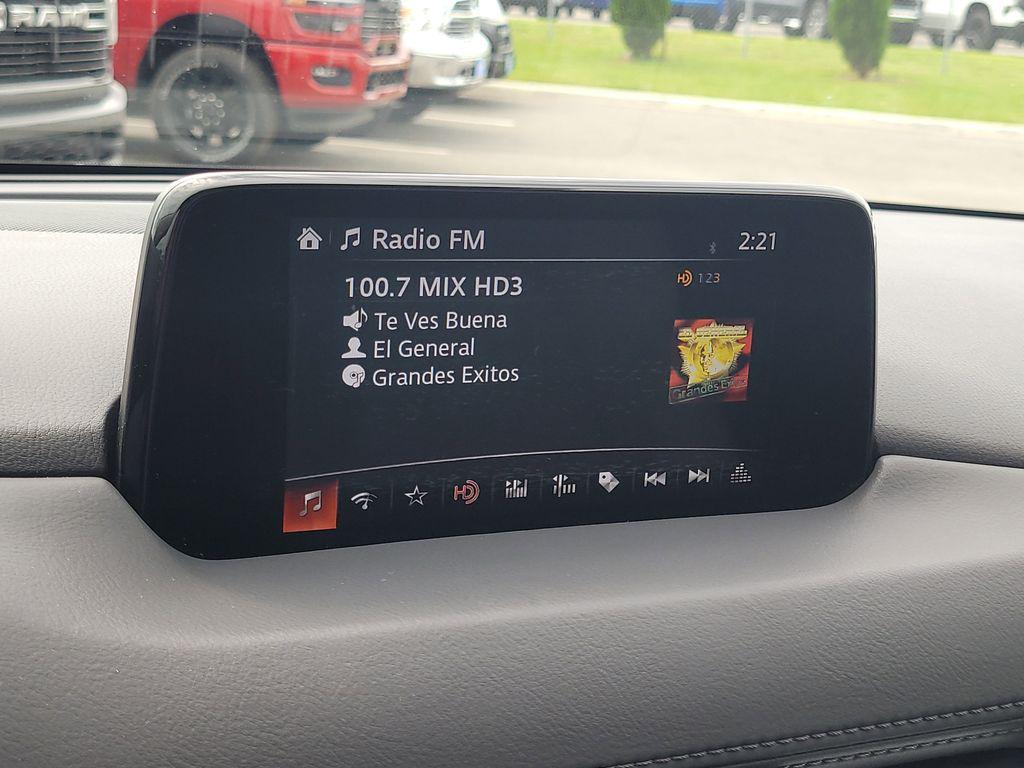 RAM
Radio FM
2:21
100.7 MIX HD3
HD 123
Te Ves Buena
El General
Grandes Exitos
Grandes Exitos
HD